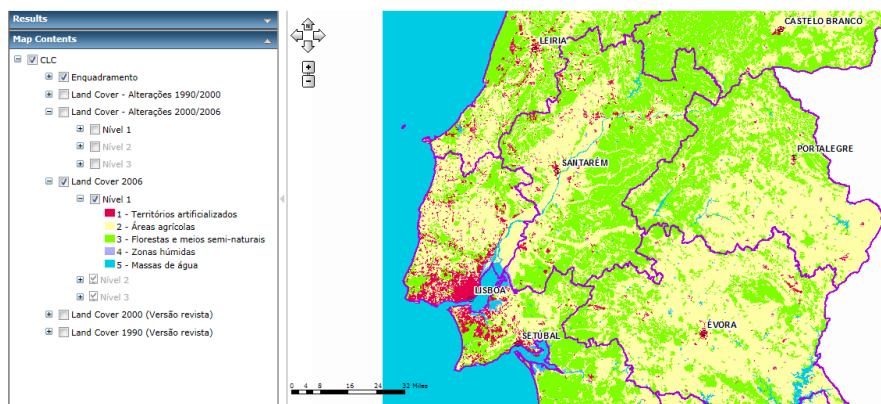 Results
Map Contents
CLC
Enquadramento
Land Cover - Alterações 1990/2000
Land Cover - Alterações 2000/2006
Nível 1
Nível 2
Nível 3
Land Cover 2006
Nível 1
1 - Territórios artificializados
2 - Áreas agrícolas
3 - Florestas e meios semi-naturais
4 - Zonas húmidas
5 - Massas de água
Nível 2
Nível 3
Land Cover 2000 (Versão revista)
Land Cover 1990 (Versão revista)
N
CASTELO BRANCO
LEIRIA
PORTALEGRE
SANTARÉM
LISBOA
ÉVORA
SETÚBAL
0 4 8 16 24 32 Miles